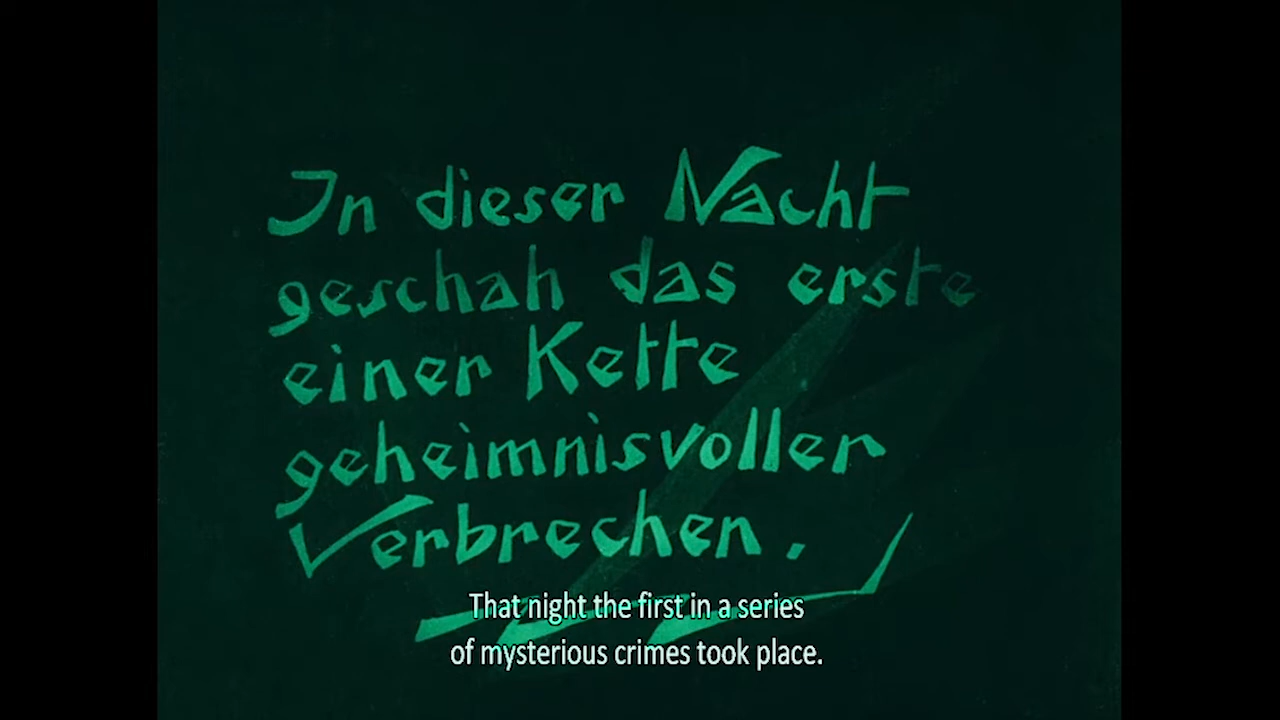 In dieser Nacht
geschah das erste
einer Kette
geheimnisvoller
Verbrechen.
That night the first in a series
of mysterious crimes took place.